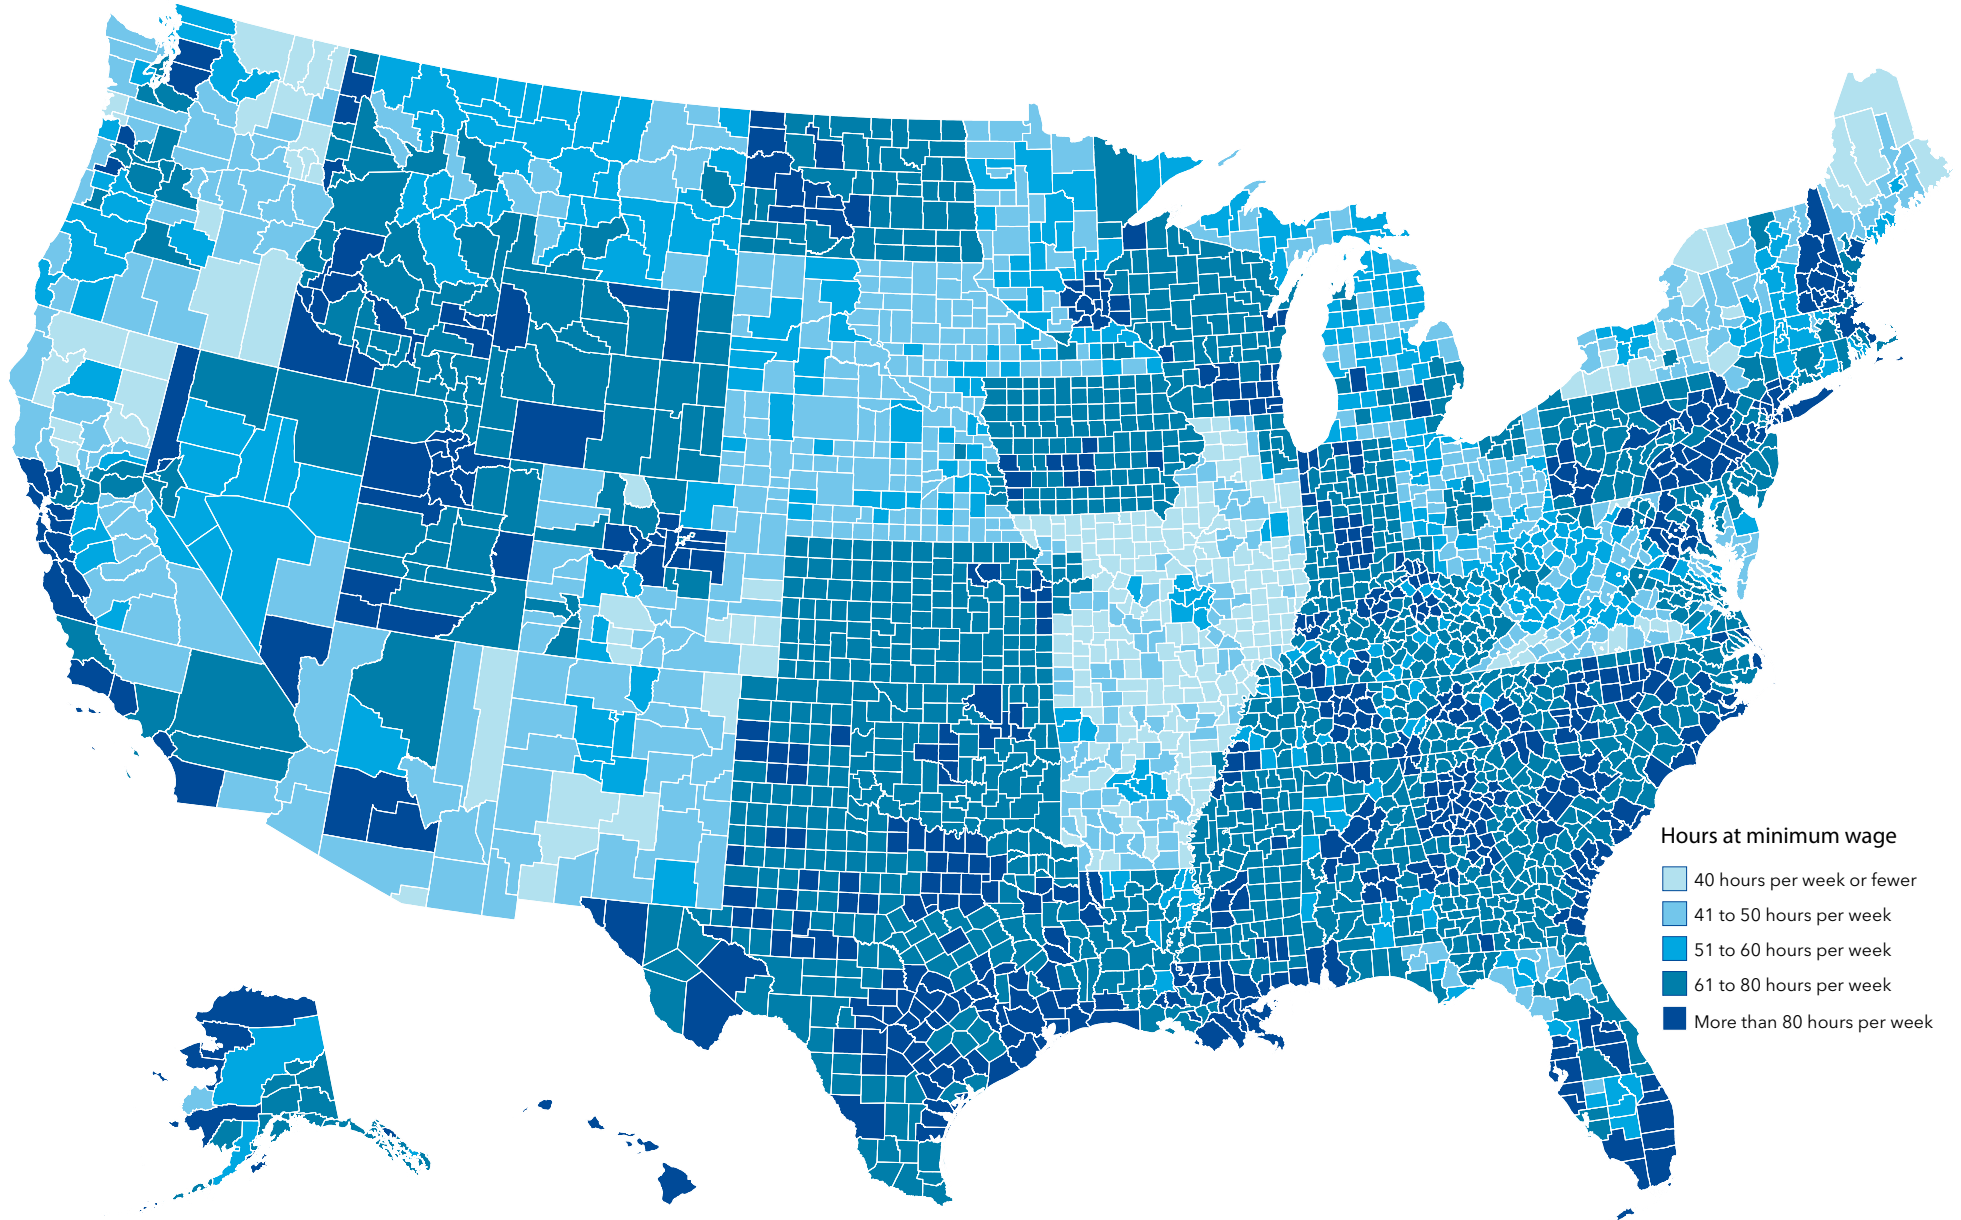 Hours at minimum wage
40 hours per week or fewer
41 to 50 hours per week
51 to 60 hours per week
61 to 80 hours per week
More than 80 hours per week